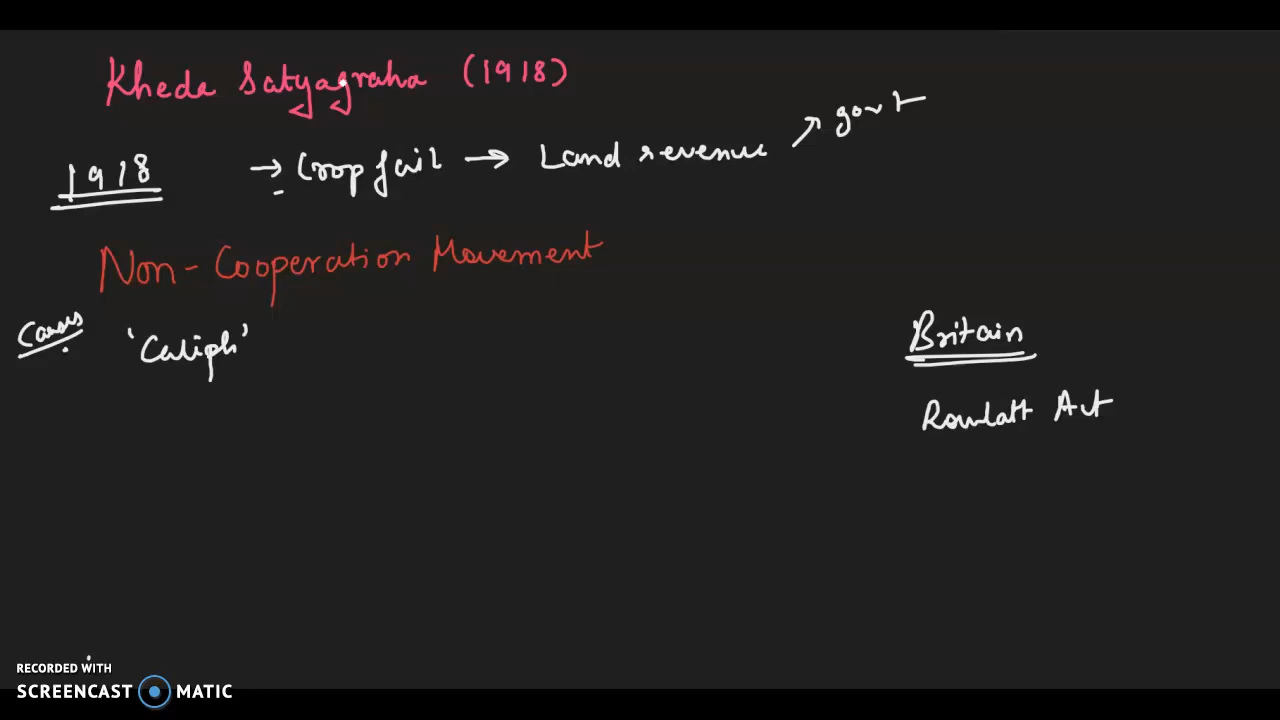 Kheda Satyagraha (1918)
1918 → Crop fail → Land revenue ↗ govt
Non-Cooperation Movement
Causes 'Caliph' Britain
Rowlatt Act
RECORDED WITH
SCREENCAST MATIC